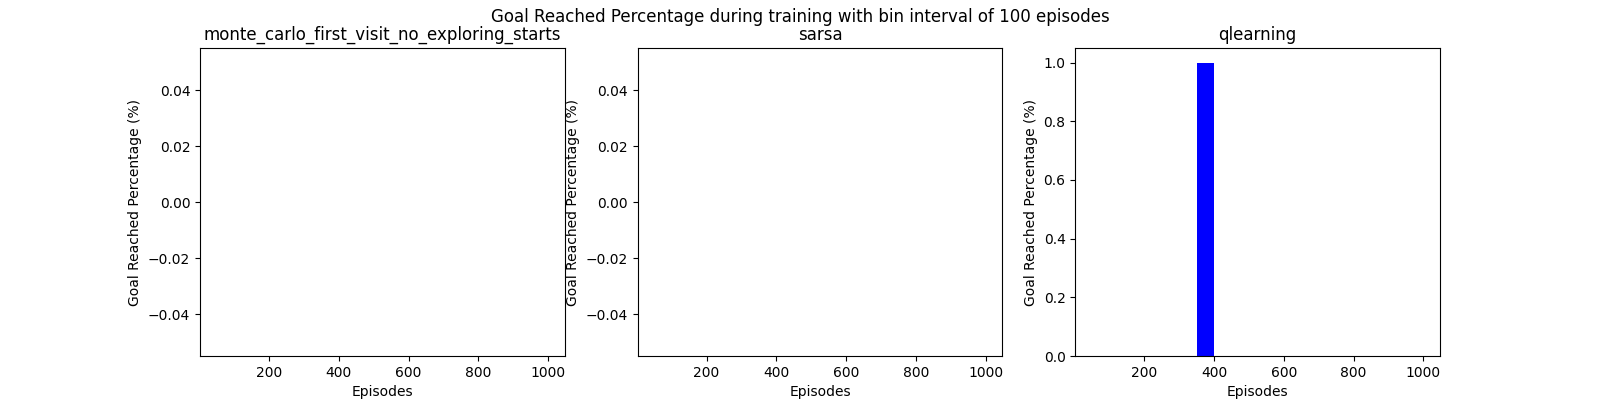 Goal Reached Percentage during training with bin interval of 100 episodes
monte_carlo_first_visit_no_exploring_starts
Goal Reached Percentage (%)
0.04
0.02
0.00
−0.02
−0.04
200 400 600 800 1000
Episodes
sarsa
Goal Reached Percentage (%)
0.04
0.02
0.00
−0.02
−0.04
200 400 600 800 1000
Episodes
qlearning
Goal Reached Percentage (%)
1.0
0.8
0.6
0.4
0.2
0.0
200 400 600 800 1000
Episodes